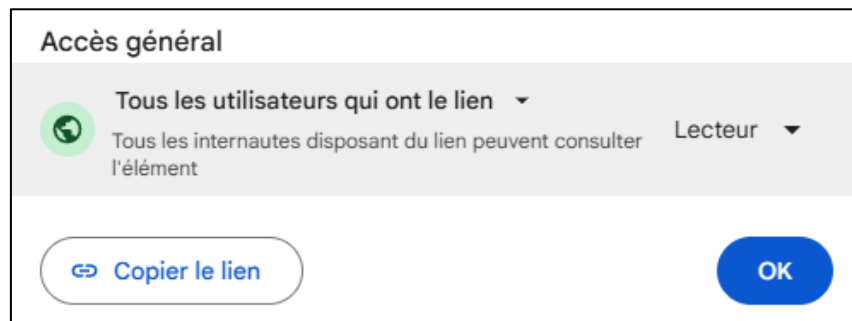 Accès général
Tous les utilisateurs qui ont le lien
Tous les internautes disposant du lien peuvent consulter
l'élément
Lecteur
Copier le lien
OK